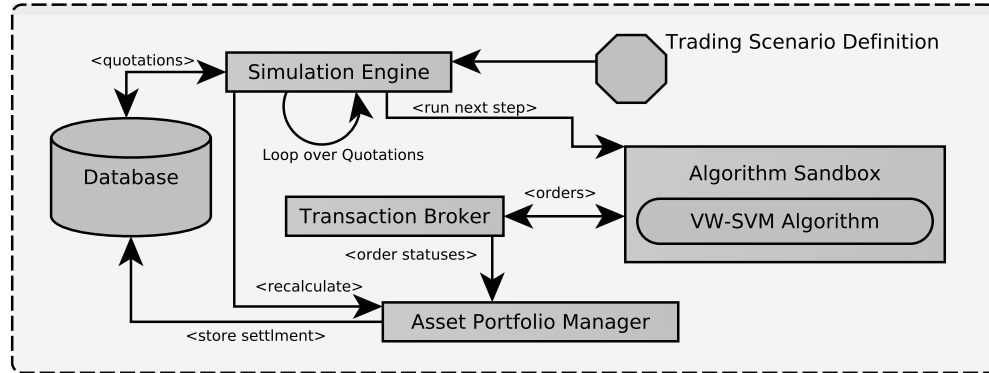 Trading Scenario Definition
<quotations>
Simulation Engine
<run next step>
Loop over Quotations
Database
Algorithm Sandbox
<orders>
Transaction Broker
VW-SVM Algorithm
<order statuses>
<recalculate>
Asset Portfolio Manager
<store settlment>